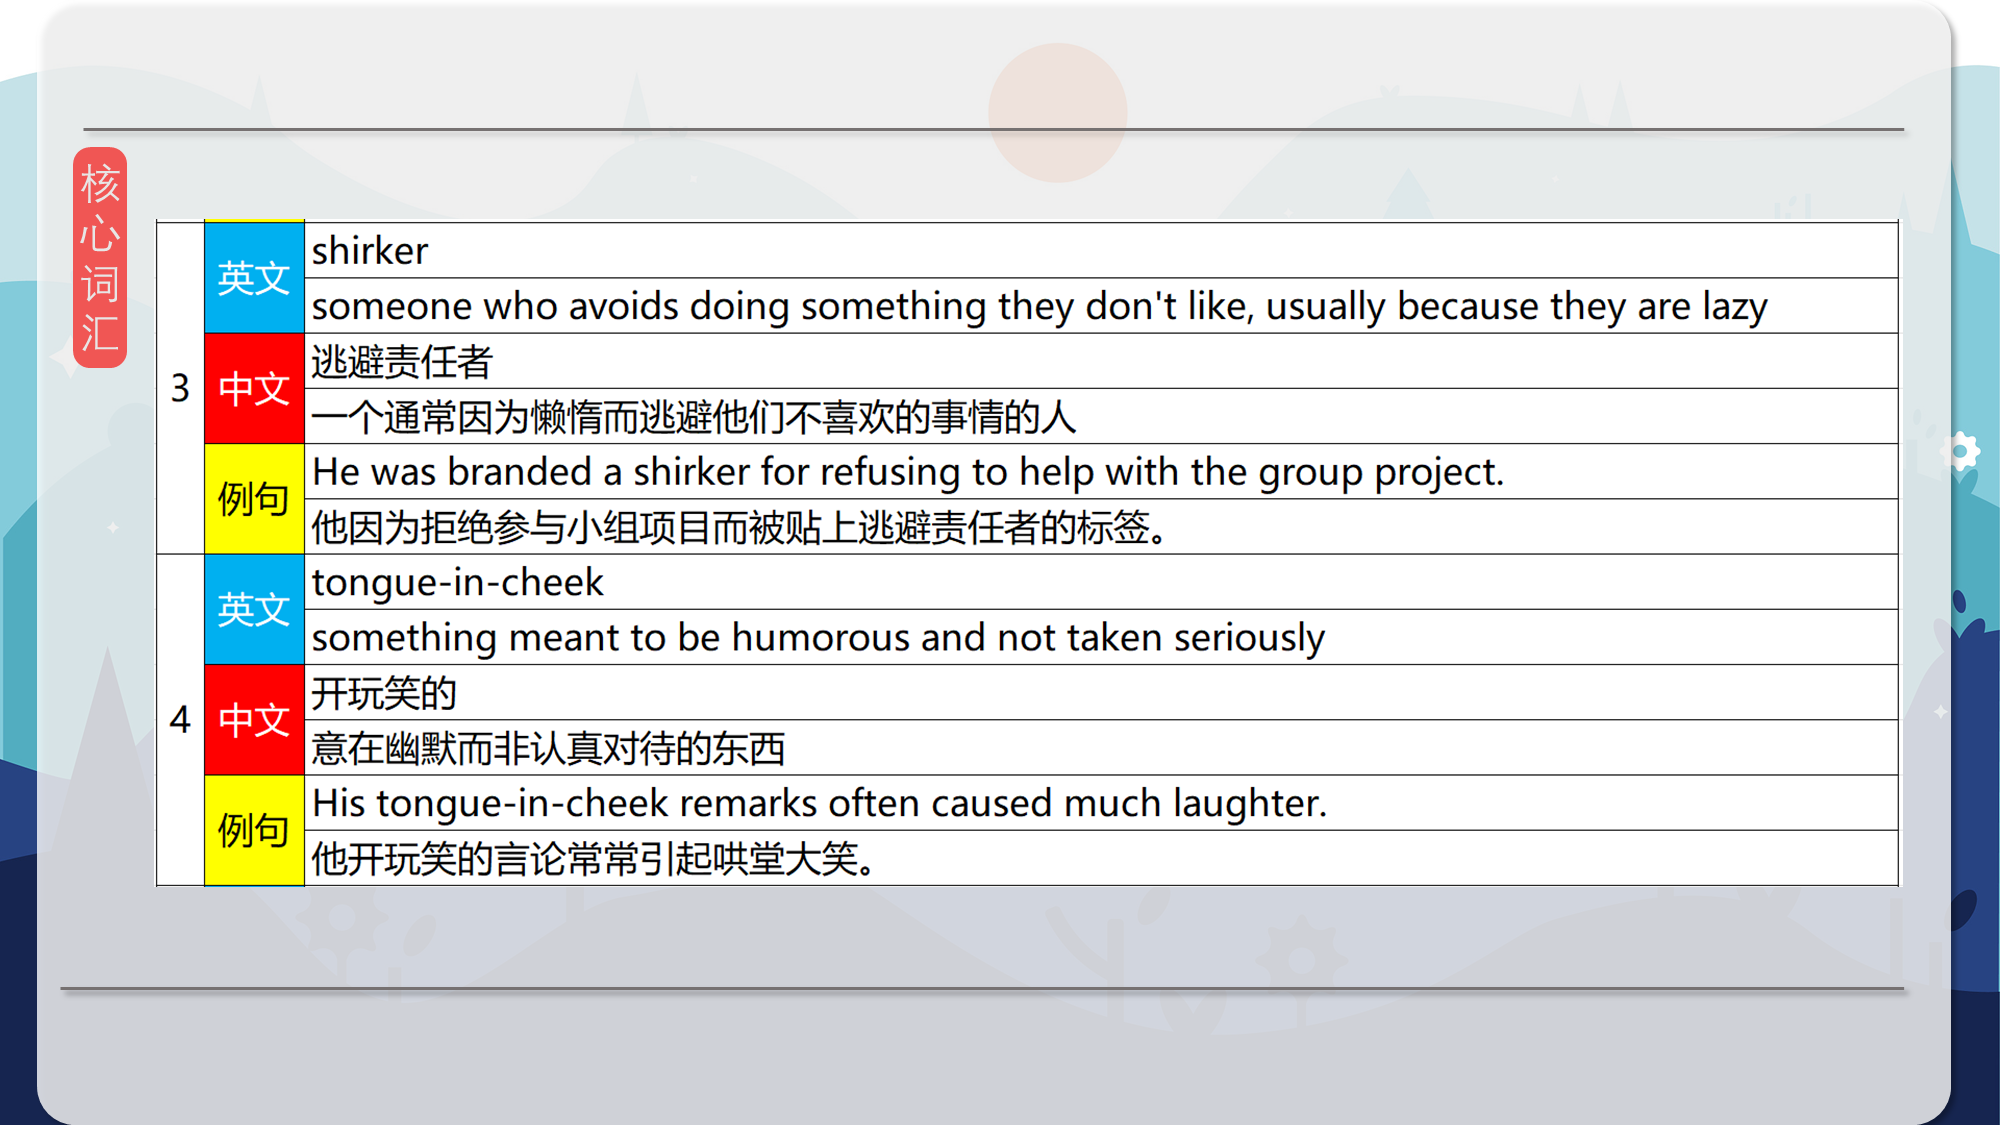 核心词汇
3
英文
shirker
someone who avoids doing something they don't like, usually because they are lazy
中文
逃避责任者
一个通常因为懒惰而逃避他们不喜欢的事情的人
例句
He was branded a shirker for refusing to help with the group project.
他因为拒绝参与小组项目而被贴上逃避责任者的标签。
4
英文
tongue-in-cheek
something meant to be humorous and not taken seriously
中文
开玩笑的
意在幽默而非认真对待的东西
例句
His tongue-in-cheek remarks often caused much laughter.
他开玩笑的言论常常引起哄堂大笑。